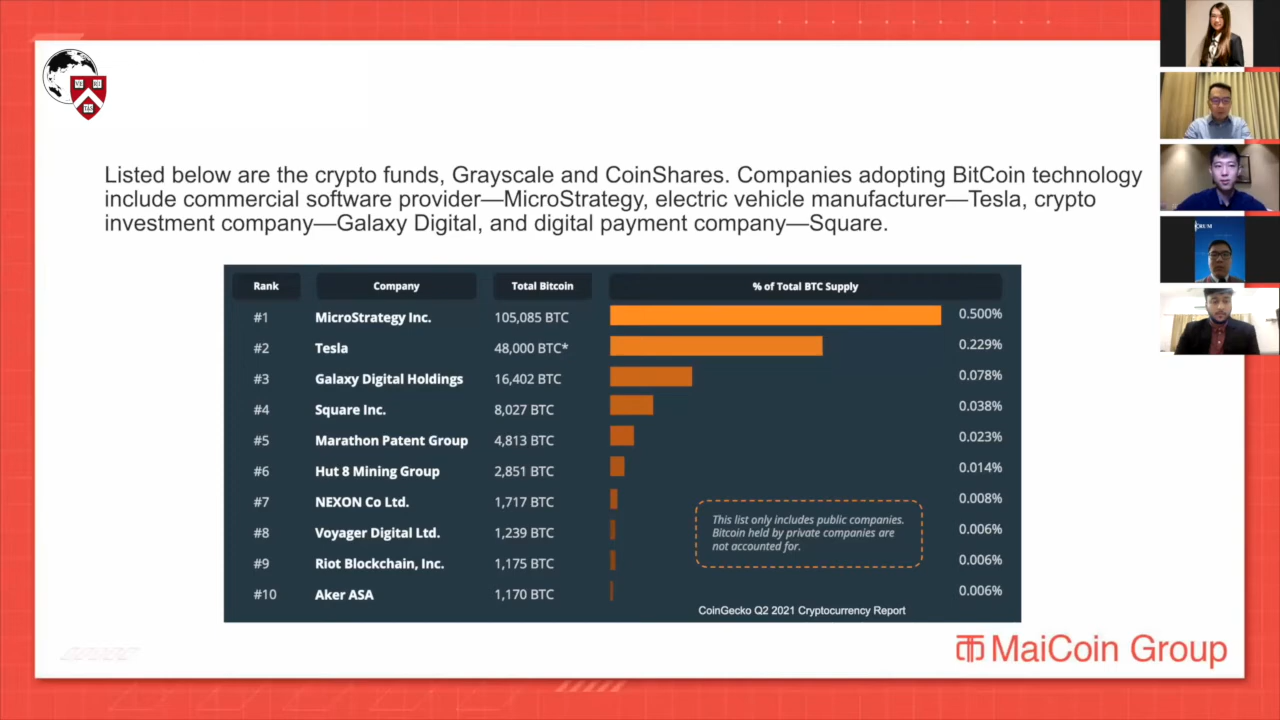 Listed below are the crypto funds, Grayscale and CoinShares. Companies adopting BitCoin technology
include commercial software provider—MicroStrategy, electric vehicle manufacturer—Tesla, crypto
investment company—Galaxy Digital, and digital payment company—Square.
Rank Company Total Bitcoin % of Total BTC Supply
#1 MicroStrategy Inc. 105,085 BTC 0.500%
#2 Tesla 48,000 BTC* 0.229%
#3 Galaxy Digital Holdings 16,402 BTC 0.078%
#4 Square Inc. 8,027 BTC 0.038%
#5 Marathon Patent Group 4,813 BTC 0.023%
#6 Hut 8 Mining Group 2,851 BTC 0.014%
#7 NEXON Co Ltd. 1,717 BTC 0.008%
#8 Voyager Digital Ltd. 1,239 BTC 0.006%
#9 Riot Blockchain, Inc. 1,175 BTC 0.006%
#10 Aker ASA 1,170 BTC 0.006%
This list only includes public companies.
Bitcoin held by private companies are
not accounted for.
CoinGecko Q2 2021 Cryptocurrency Report
MaiCoin Group